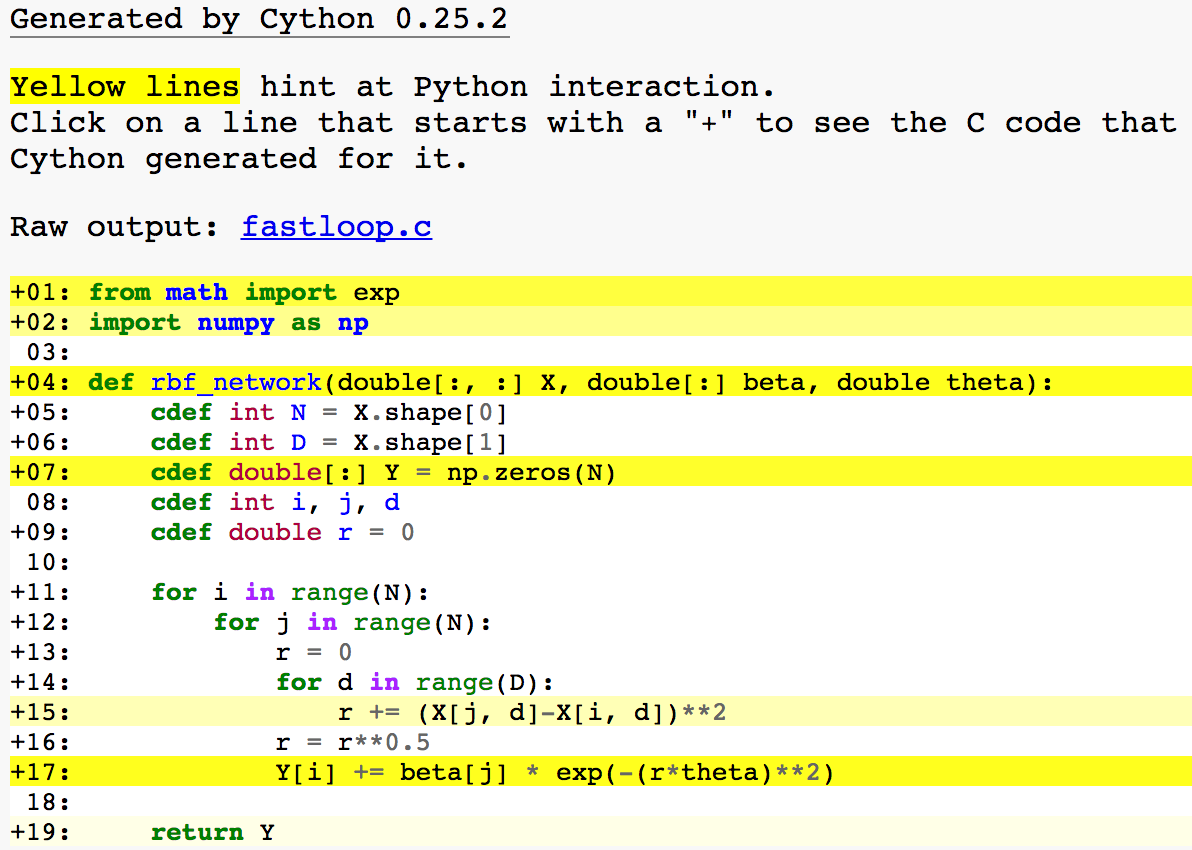 Generated by Cython 0.25.2
Yellow lines hint at Python interaction.
Click on a line that starts with a "+" to see the C code that
Cython generated for it.
Raw output: fastloop.c
+01: from math import exp
+02: import numpy as np
 03:
+04: def rbf_network(double[:, :] X, double[:] beta, double theta):
+05:     cdef int N = X.shape[0]
+06:     cdef int D = X.shape[1]
+07:     cdef double[:] Y = np.zeros(N)
 08:     cdef int i, j, d
+09:     cdef double r = 0
 10:
+11:     for i in range(N):
+12:         for j in range(N):
+13:             r = 0
+14:             for d in range(D):
+15:                 r += (X[j, d]-X[i, d])**2
+16:             r = r**0.5
+17:             Y[i] += beta[j] * exp(-(r*theta)**2)
 18:
+19:     return Y